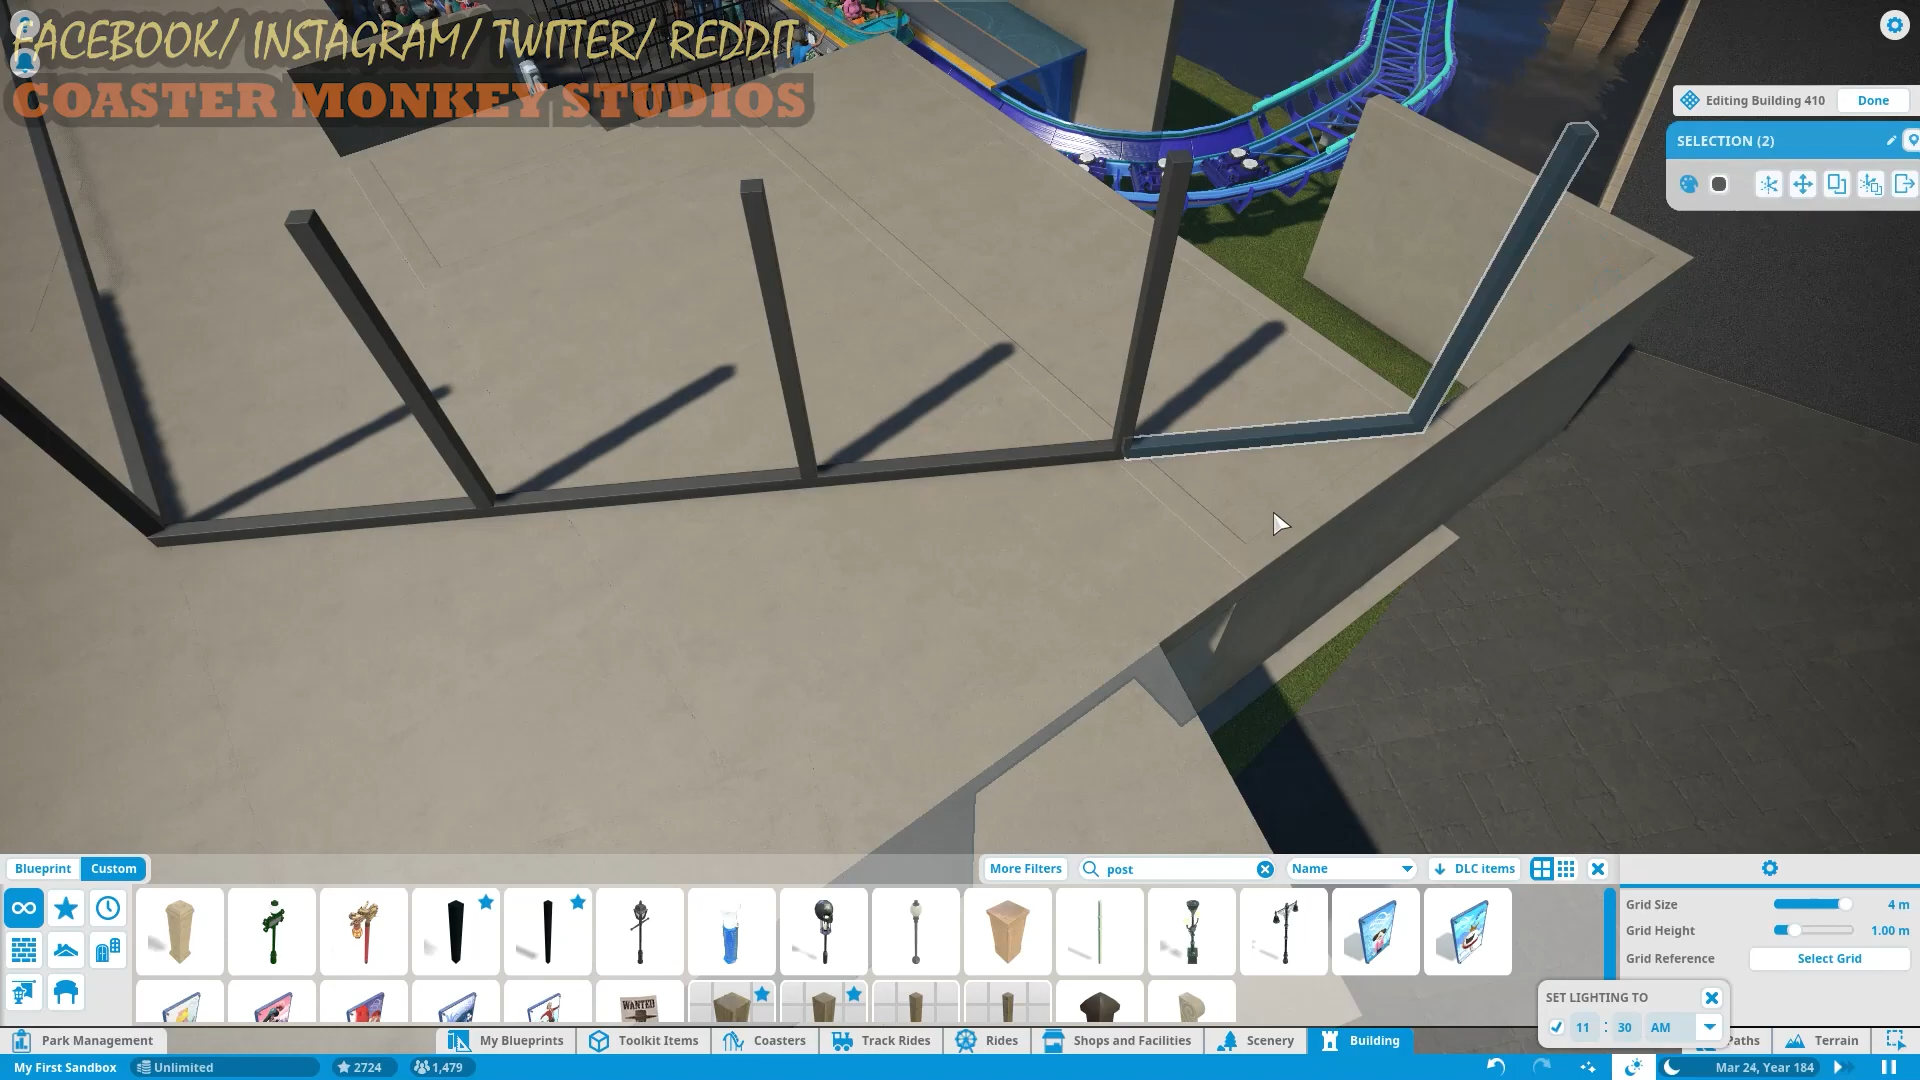 FACEBOOK/ INSTAGRAM/ TWITTER/ REDDIT
COASTER MONKEY STUDIOS
Editing Building 410
Done
SELECTION (2)
Blueprint
Custom
More Filters
post
Name
DLC items
Grid Size
4 m
Grid Height
1.00 m
Grid Reference
Select Grid
WANTED
SET LIGHTING TO
11 : 30 AM
Park Management
My Blueprints
Toolkit Items
Coasters
Track Rides
Rides
Shops and Facilities
Scenery
Building
Paths
Terrain
My First Sandbox
Unlimited
2724
1,479
Mar 24, Year 184